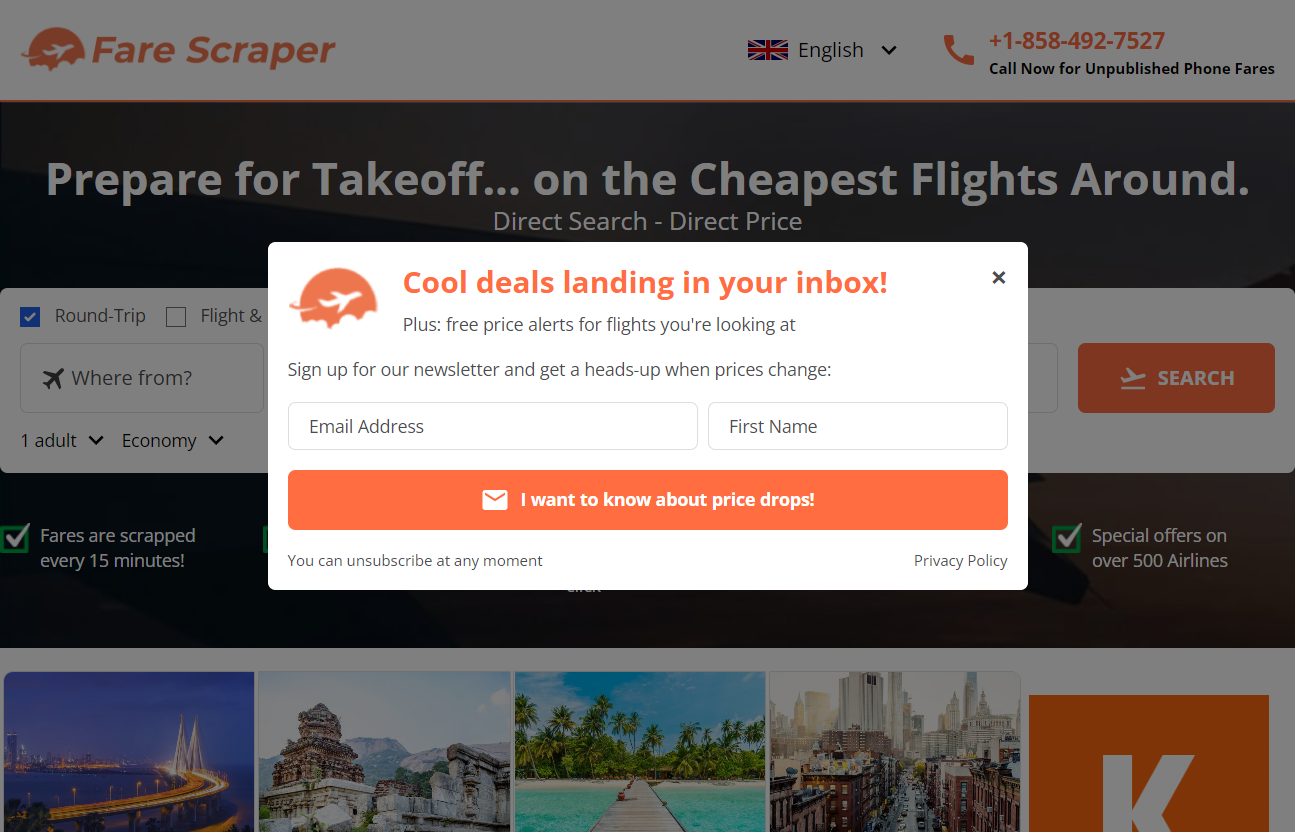 Fare Scraper
English
+1-858-492-7527
Call Now for Unpublished Phone Fares
Prepare for Takeoff... on the Cheapest Flights Around.
Direct Search - Direct Price
Cool deals landing in your inbox!
×
Plus: free price alerts for flights you're looking at
Round-Trip
Flight &
Sign up for our newsletter and get a heads-up when prices change:
Where from?
SEARCH
Email Address
First Name
1 adult
Economy
I want to know about price drops!
Fares are scrapped
every 15 minutes!
Special offers on
over 500 Airlines
You can unsubscribe at any moment
Privacy Policy
K